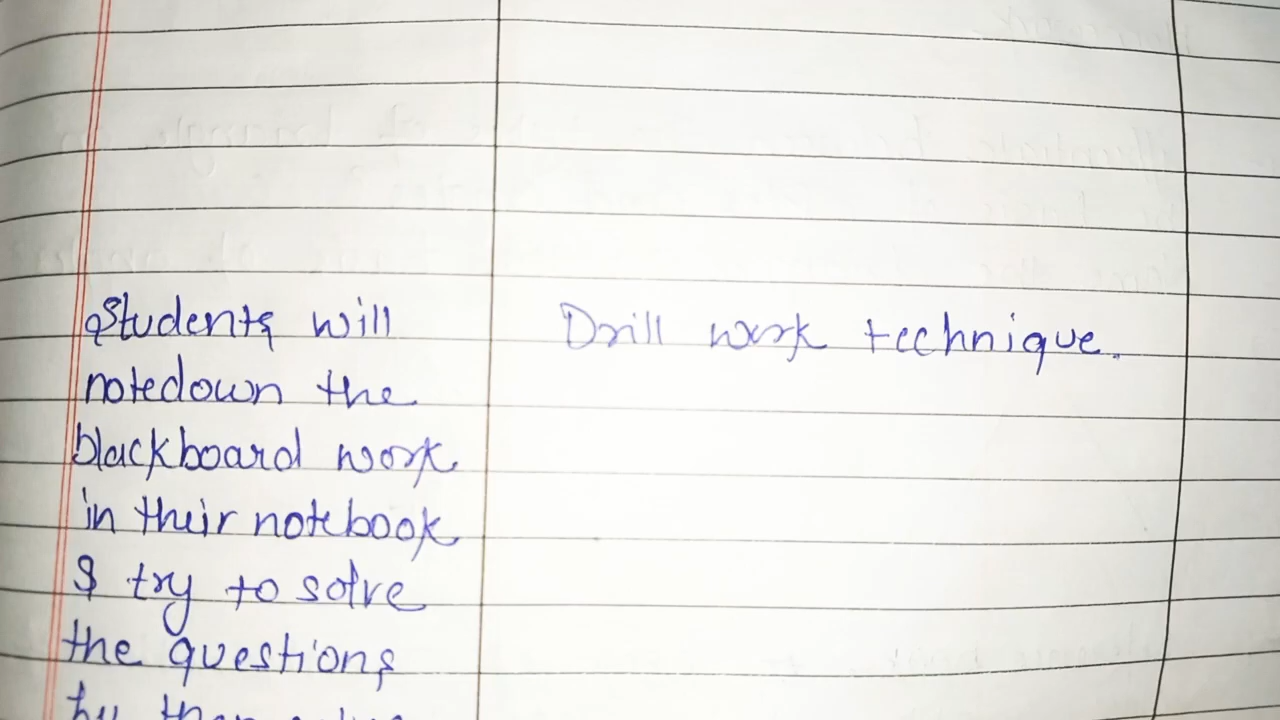 Students will
notedown the
blackboard work
in their notebook
& try to solve
the questions
Drill work technique.